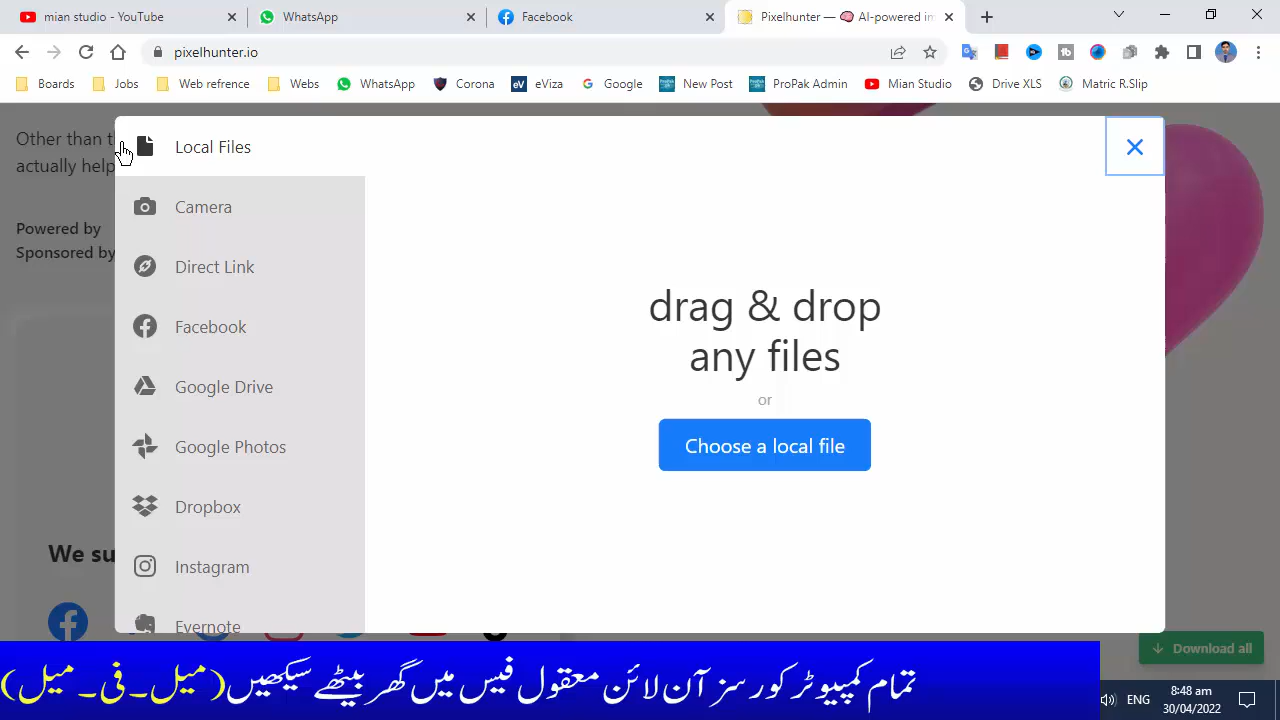 mian studio - YouTube
WhatsApp
Facebook
Pixelhunter — 🧠 AI-powered im
pixelhunter.io
Boards
Jobs
Web refrence
Webs
WhatsApp
Corona
eViza
Google
New Post
ProPak Admin
Mian Studio
Drive XLS
Matric R.Slip
Other than t
actually help
Powered by
Sponsored by
We su
Local Files
Camera
Direct Link
Facebook
Google Drive
Google Photos
Dropbox
Instagram
Evernote
drag & drop
any files
or
Choose a local file
Download all
تمام کمپیوٹر کورسز آن لائن معقول فیس میں گھر بیٹھے سیکھیں (میل۔فی۔میل)
ENG
8:48 am
30/04/2022